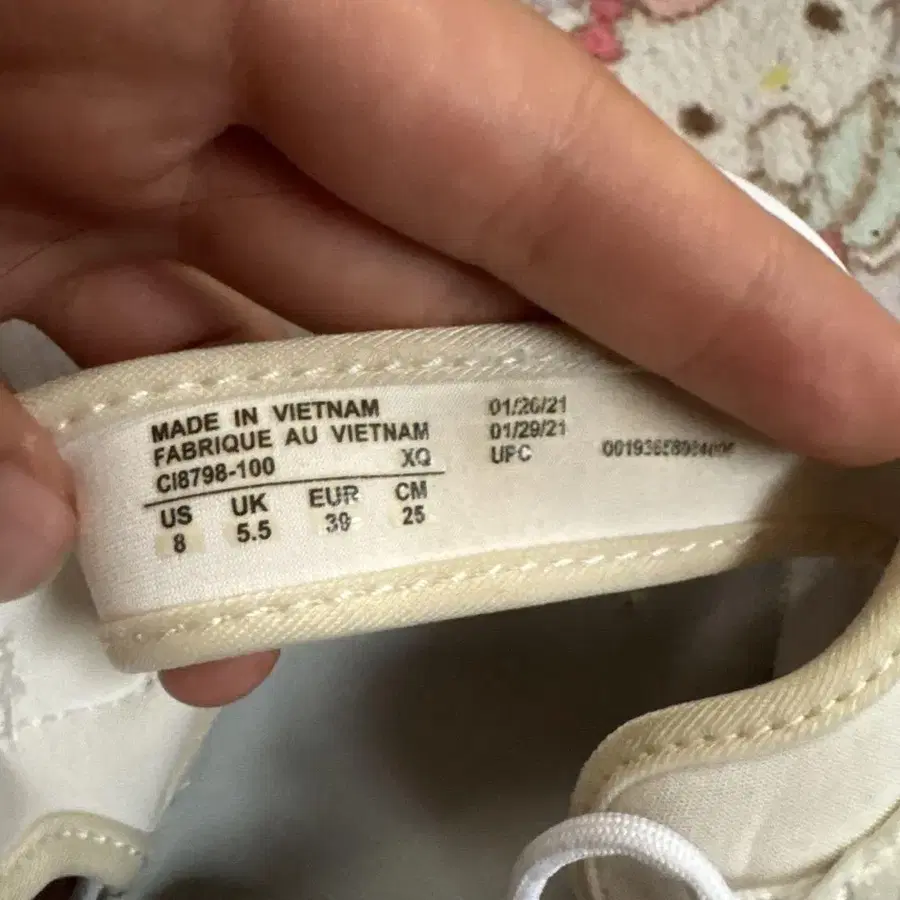 MADE IN VIETNAM
FABRIQUE AU VIETNAM
CI8798-100 XQ
US UK EUR CM
8 5.5 39 25
01/26/21
01/29/21
UPC